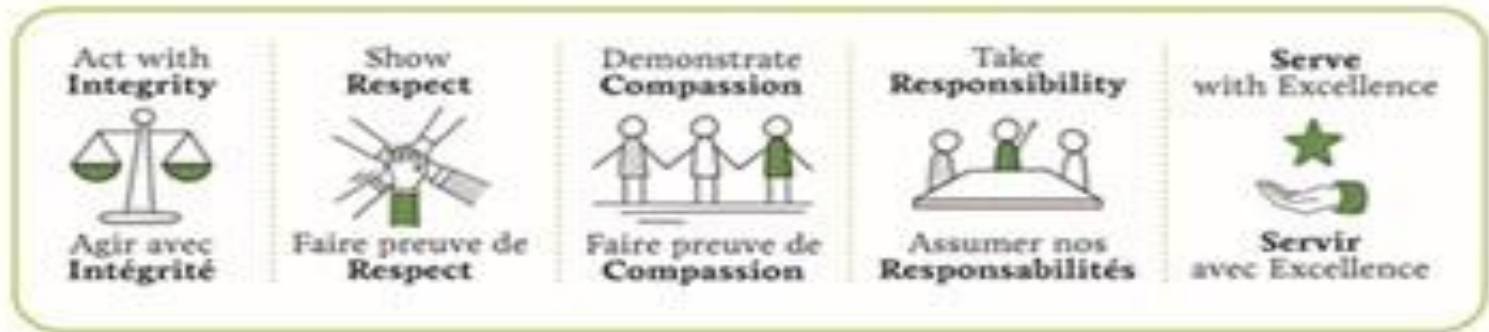 Act with
Integrity
Agir avec
Intégrité
Show
Respect
Faire preuve de
Respect
Demonstrate
Compassion
Faire preuve de
Compassion
Take
Responsibility
Assumer nos
Responsabilités
Serve
with Excellence
Servir
avec Excellence